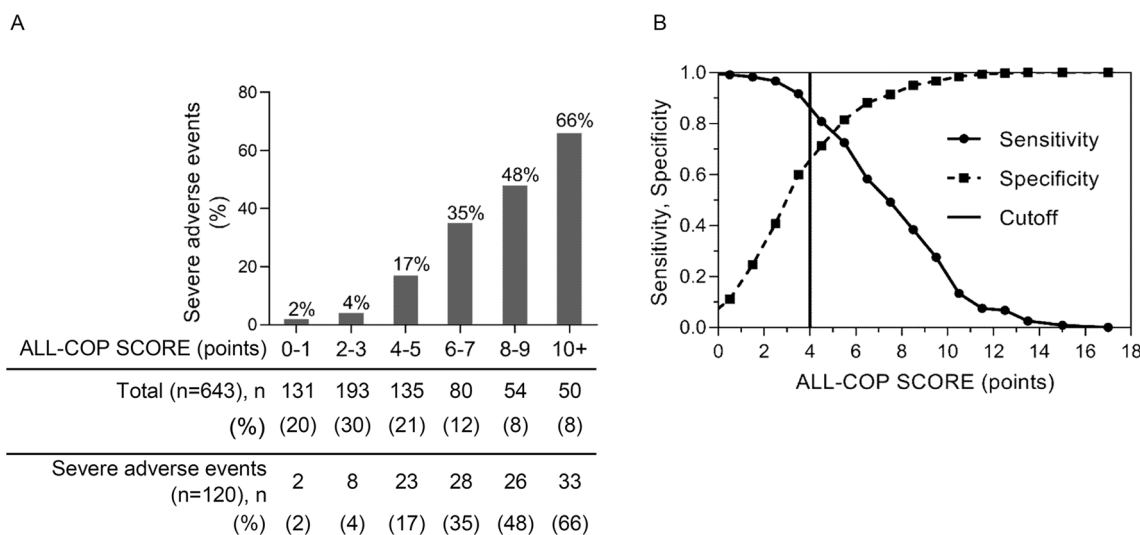 A
Severe adverse events
(%)
80
60
40
20
0
2%
4%
17%
35%
48%
66%
ALL-COP SCORE (points) 0-1 2-3 4-5 6-7 8-9 10+
Total (n=643), n 131 193 135 80 54 50
(%) (20) (30) (21) (12) (8) (8)
Severe adverse events
(n=120), n 2 8 23 28 26 33
(%) (2) (4) (17) (35) (48) (66)
B
Sensitivity, Specificity
1.0
0.8
0.6
0.4
0.2
0.0
Sensitivity
Specificity
Cutoff
0 2 4 6 8 10 12 14 16 18
ALL-COP SCORE (points)